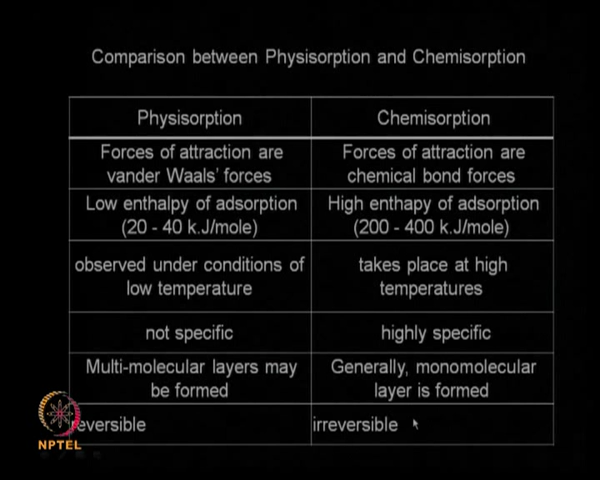 Comparison between Physisorption and Chemisorption
Physisorption
Chemisorption
Forces of attraction are
vander Waals' forces
Forces of attraction are
chemical bond forces
Low enthalpy of adsorption
(20 - 40 k.J/mole)
High enthapy of adsorption
(200 - 400 k.J/mole)
observed under conditions of
low temperature
takes place at high
temperatures
not specific
highly specific
Multi-molecular layers may
be formed
Generally, monomolecular
layer is formed
reversible
irreversible
NPTEL